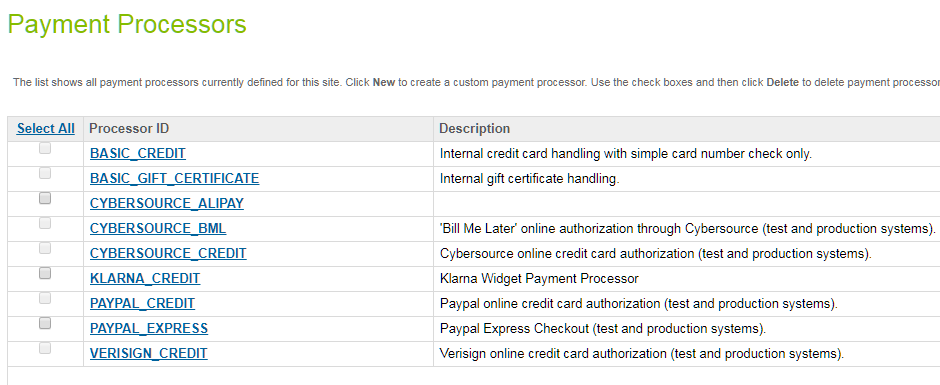 Payment Processors
The list shows all payment processors currently defined for this site. Click New to create a custom payment processor. Use the check boxes and then click Delete to delete payment processor
Select All Processor ID Description
BASIC_CREDIT Internal credit card handling with simple card number check only.
BASIC_GIFT_CERTIFICATE Internal gift certificate handling.
CYBERSOURCE_ALIPAY
CYBERSOURCE_BML 'Bill Me Later' online authorization through Cybersource (test and production systems).
CYBERSOURCE_CREDIT Cybersource online credit card authorization (test and production systems).
KLARNA_CREDIT Klarna Widget Payment Processor
PAYPAL_CREDIT Paypal online credit card authorization (test and production systems).
PAYPAL_EXPRESS Paypal Express Checkout (test and production systems).
VERISIGN_CREDIT Verisign online credit card authorization (test and production systems).